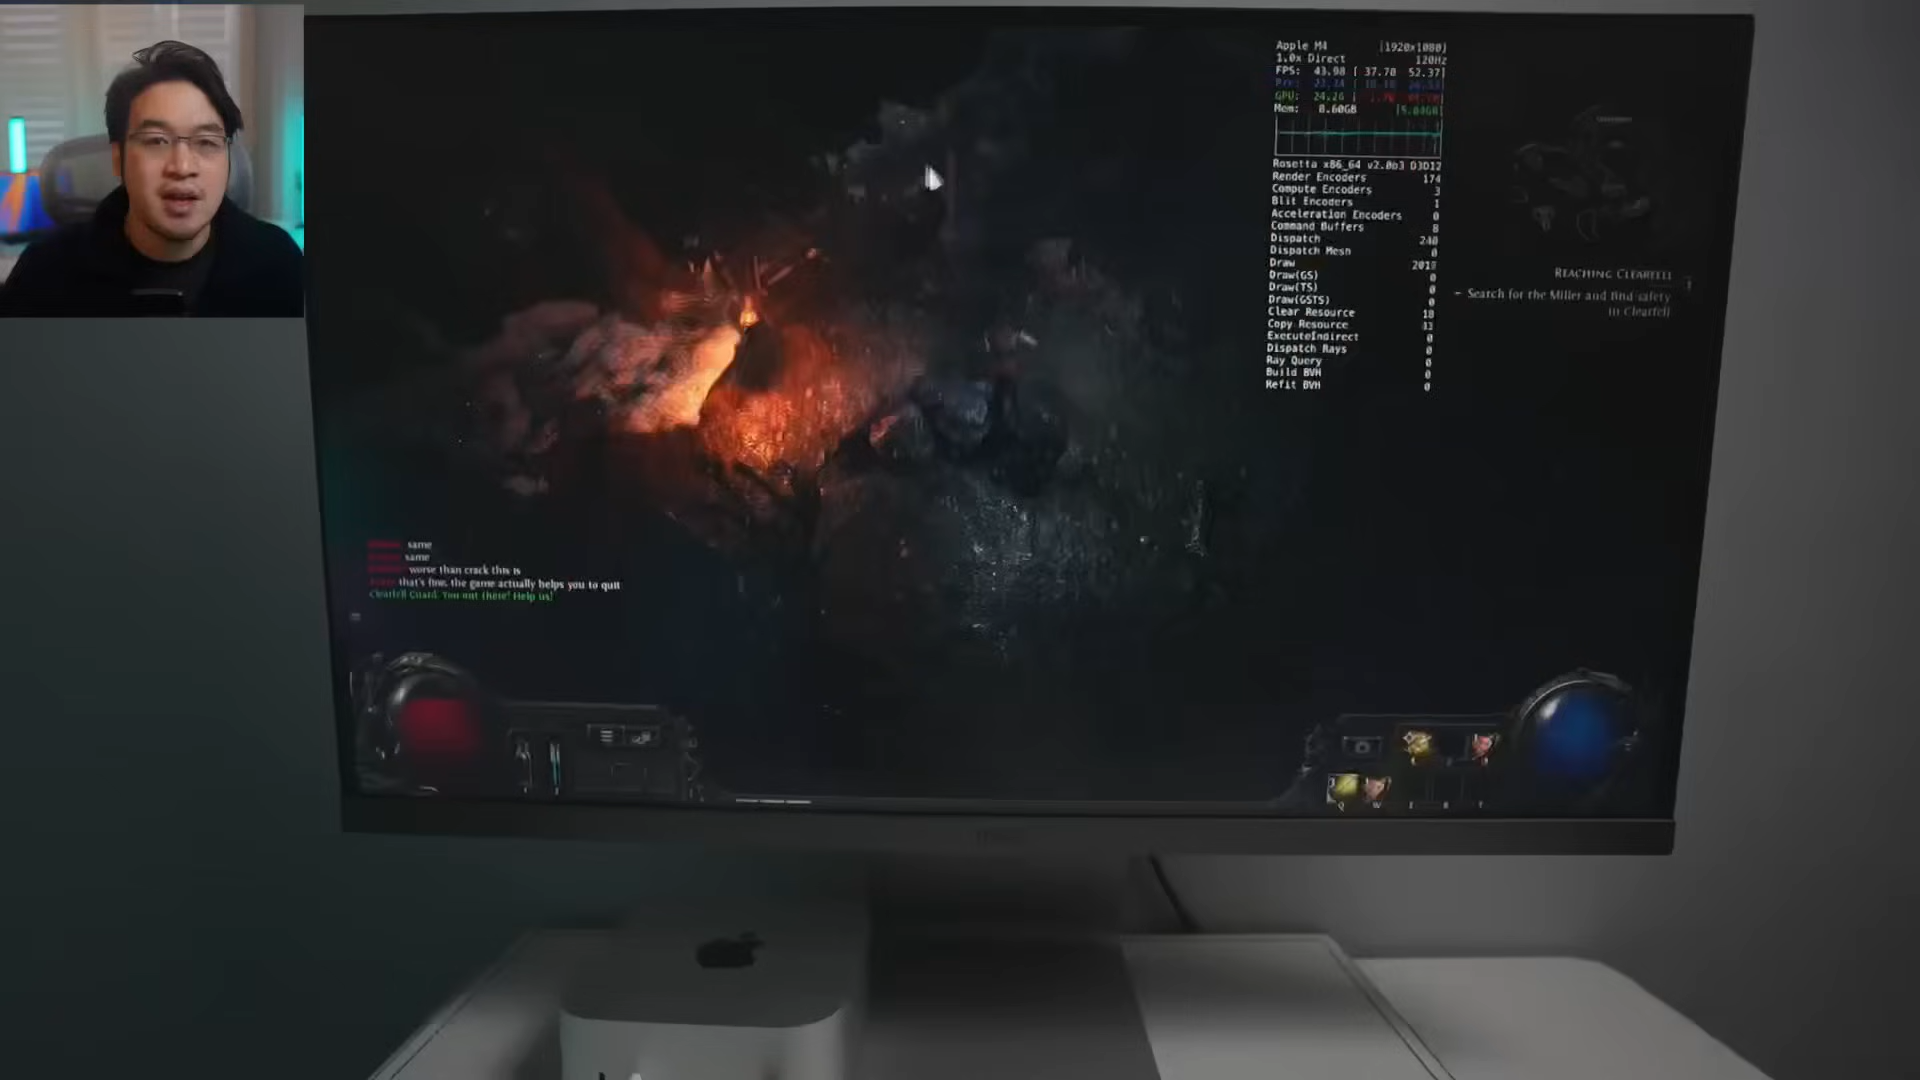 Apple M4 [1920x1080]
1.0x Direct 120Hz
FPS: 43.98 [ 37.70 52.37]
GPU: 24.26
Mem: 8.60GB
Rosetta x86_64 v2.0b3 D3D12
Render Encoders 174
Compute Encoders 3
Blit Encoders 1
Acceleration Encoders 0
Command Buffers 8
Dispatch 240
Dispatch Mesh 0
Draw
Draw(GS) 0
Draw(TS) 0
Draw(GSTS) 0
Clear Resource 18
Copy Resource
ExecuteIndirect 0
Dispatch Rays 0
Ray Query 0
Build BVH 0
Refit BVH 0
REACHING CLEARFELL
- Search for the Miller and find safety
in Clearfell
same
same
worse than crack this is
that's fine, the game actually helps you to quit
Clearfell Guard: You out there? Help us!
Q W E R T